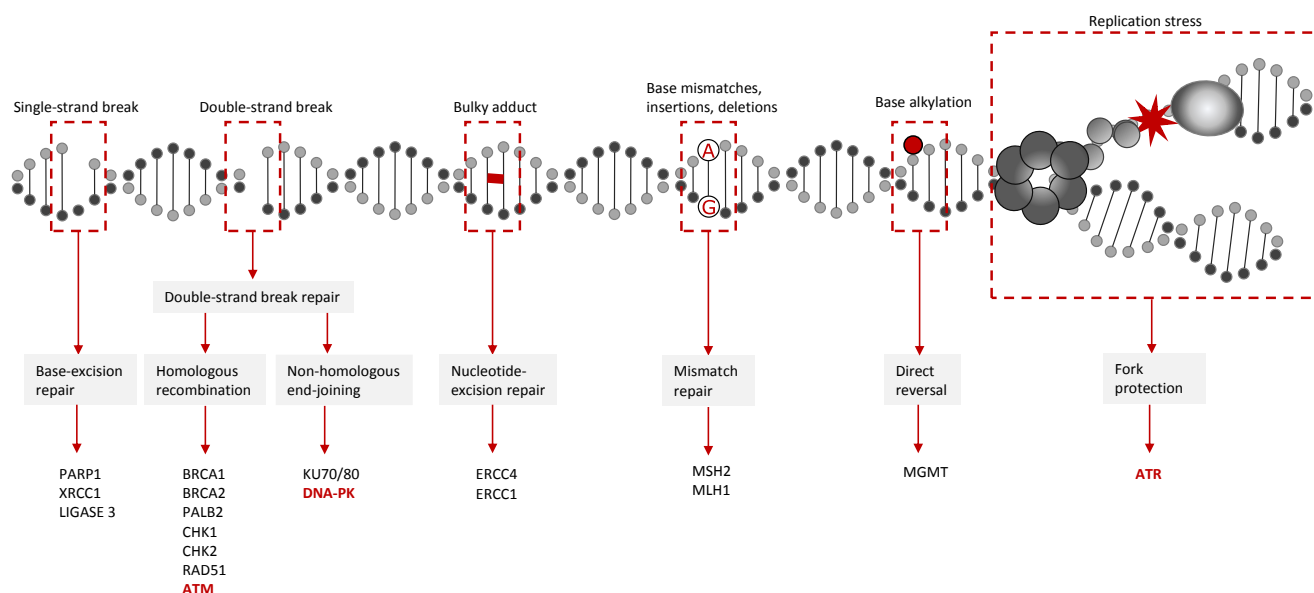 Replication stress
Single-strand break
Double-strand break
Bulky adduct
Base mismatches,
insertions, deletions
Base alkylation
A
G
Double-strand break repair
Base-excision
repair
Homologous
recombination
Non-homologous
end-joining
Nucleotide-
excision repair
Mismatch
repair
Direct
reversal
Fork
protection
PARP1
XRCC1
LIGASE 3
BRCA1
BRCA2
PALB2
CHK1
CHK2
RAD51
ATM
KU70/80
DNA-PK
ERCC4
ERCC1
MSH2
MLH1
MGMT
ATR